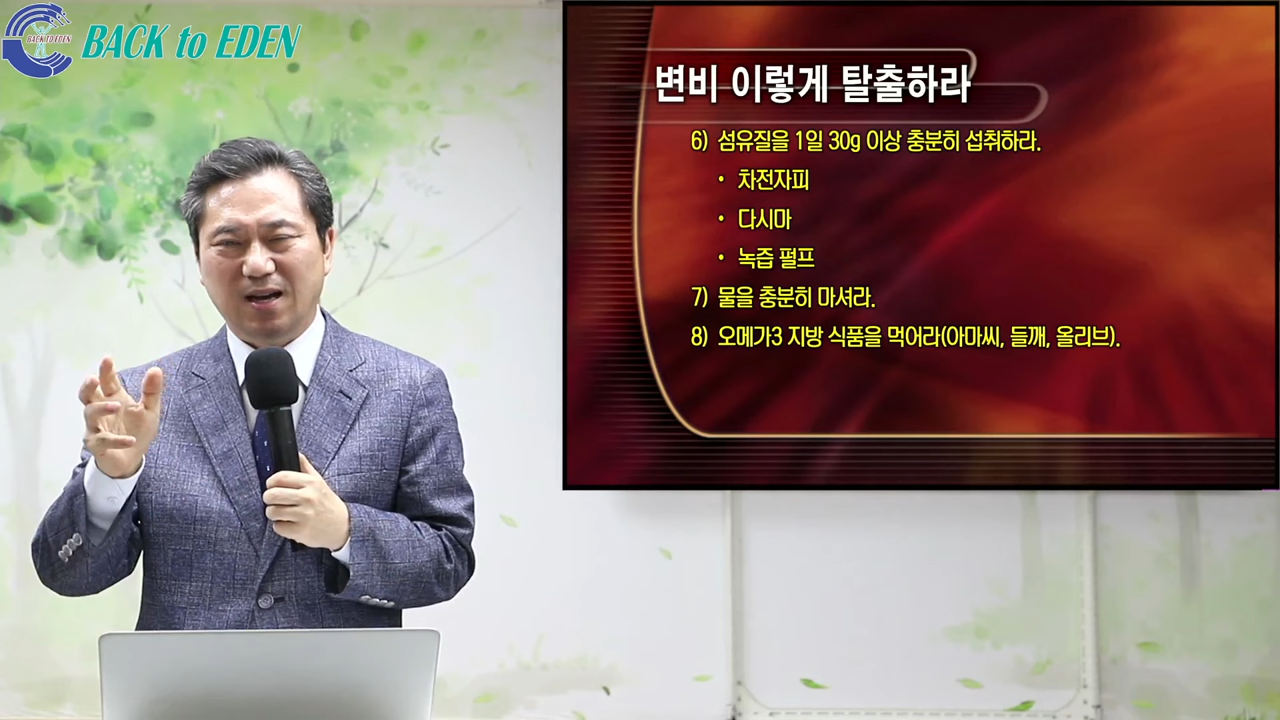 BACK TO EDEN
BACK to EDEN
변비 이렇게 탈출하라
6) 섬유질을 1일 30g 이상 충분히 섭취하라.
• 차전자피
• 다시마
• 녹즙 펄프
7) 물을 충분히 마셔라.
8) 오메가3 지방 식품을 먹어라(아마씨, 들깨, 올리브).